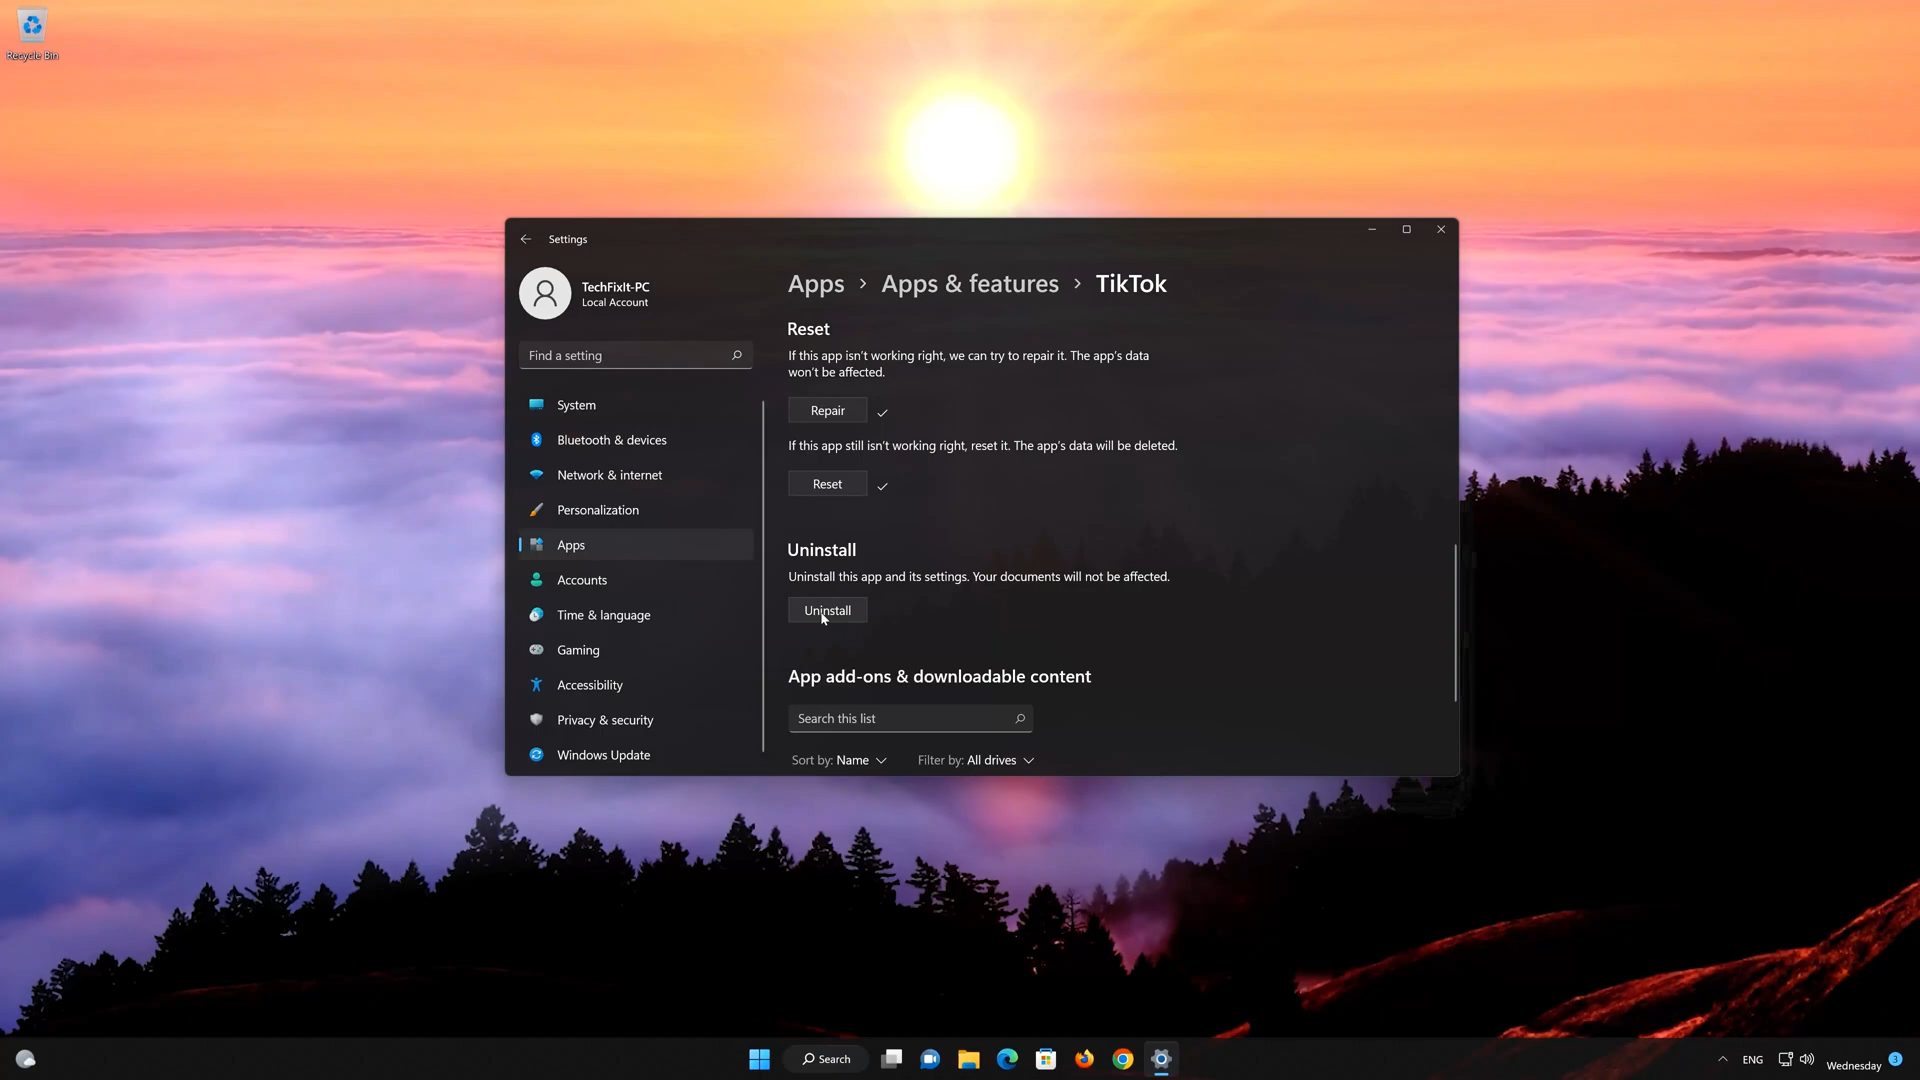 Recycle Bin
Settings
TechFixIt-PC
Local Account
Find a setting
System
Bluetooth & devices
Network & internet
Personalization
Apps
Accounts
Time & language
Gaming
Accessibility
Privacy & security
Windows Update
Apps > Apps & features > TikTok
Reset
If this app isn't working right, we can try to repair it. The app's data
won't be affected.
Repair
If this app still isn't working right, reset it. The app's data will be deleted.
Reset
Uninstall
Uninstall this app and its settings. Your documents will not be affected.
Uninstall
App add-ons & downloadable content
Search this list
Sort by: Name Filter by: All drives
Search
ENG
Wednesday
3